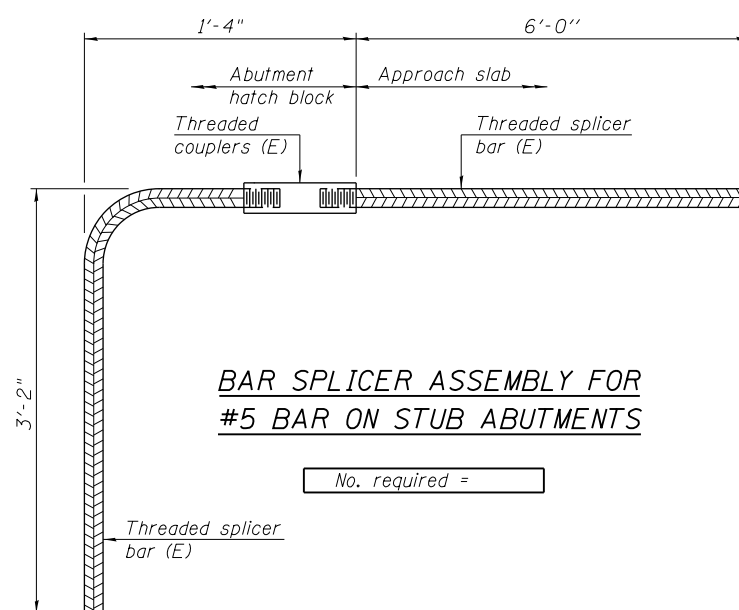 1'-4"
6'-0''
Abutment
hatch block
Approach slab
Threaded
couplers (E)
Threaded splicer
bar (E)
3'-2"
BAR SPLICER ASSEMBLY FOR
#5 BAR ON STUB ABUTMENTS
No. required =
Threaded splicer
bar (E)